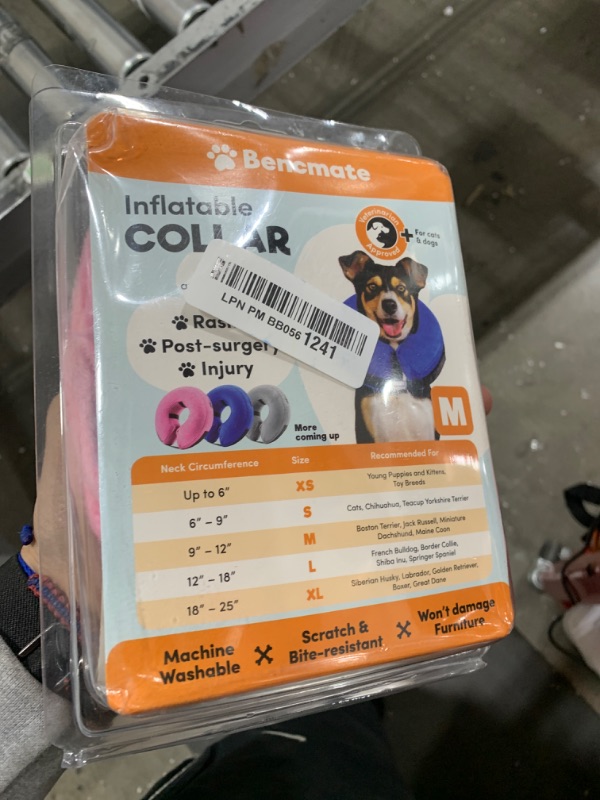 Bencmate
Inflatable
COLLAR
Veterinarian
Approved
+ For cats
& dogs
LPN PM BB0561241
Post-surgery
Injury
M
More
coming up
Neck Circumference Size Recommended For
Up to 6” XS Young Puppies and Kittens,
Toy Breeds
6” – 9” S Cats, Chihuahua, Teacup Yorkshire Terrier
9” – 12” M Boston Terrier, Jack Russell, Miniature
Dachshund, Maine Coon
12” – 18” L French Bulldog, Border Collie,
Shiba Inu, Springer Spaniel
18” – 25” XL Siberian Husky, Labrador, Golden Retriever,
Boxer, Great Dane
Machine
Washable
Scratch &
Bite-resistant
Won't damage
Furniture